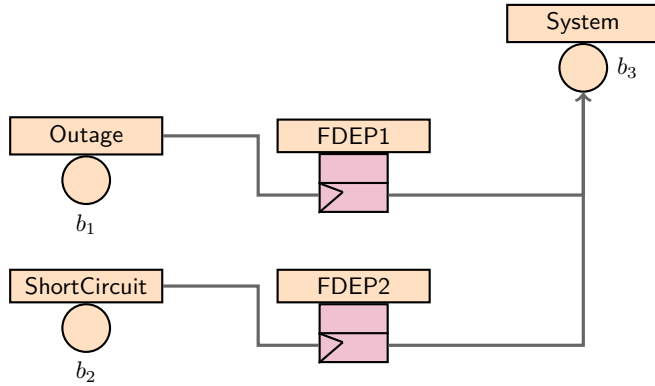 System
b3
Outage
FDEP1
b1
ShortCircuit
FDEP2
b2